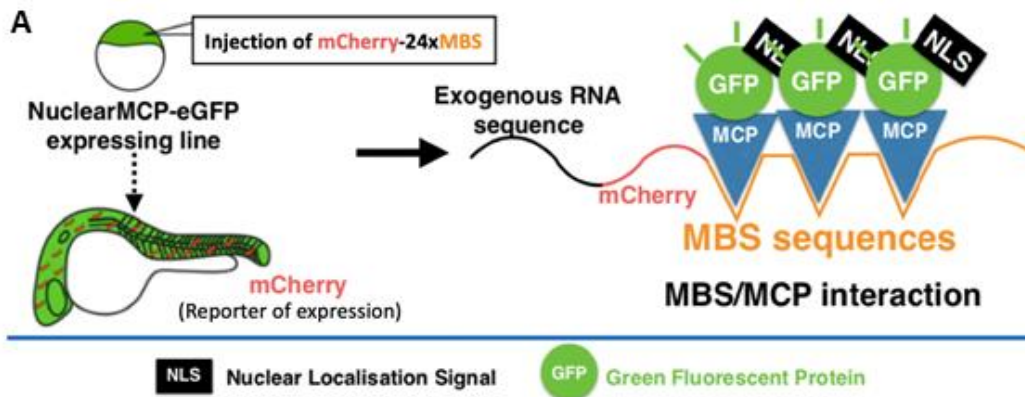 A
Injection of mCherry-24xMBS
NuclearMCP-eGFP
expressing line
mCherry
(Reporter of expression)
Exogenous RNA
sequence
mCherry
NLS
NLS
NLS
GFP
GFP
GFP
MCP
MCP
MCP
MBS sequences
MBS/MCP interaction
NLS
Nuclear Localisation Signal
GFP
Green Fluorescent Protein